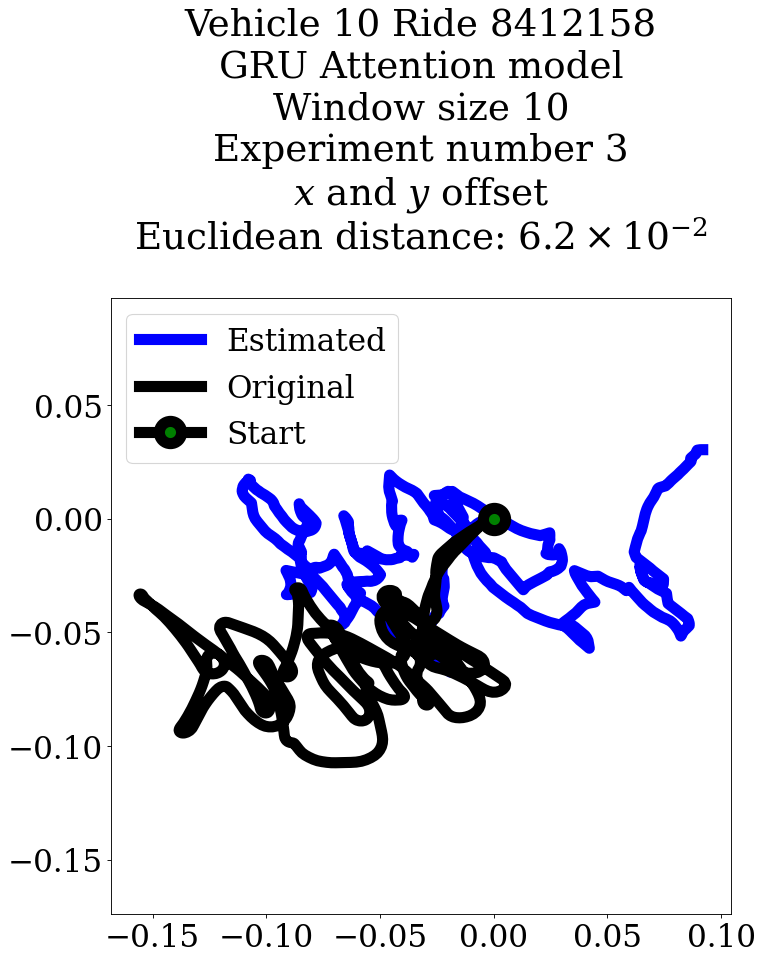 Vehicle 10 Ride 8412158
GRU Attention model
Window size 10
Experiment number 3
x and y offset
Euclidean distance: 6.2 × 10⁻²
Estimated
Original
Start
0.05
0.00
−0.05
−0.10
−0.15
−0.15 −0.10 −0.05 0.00 0.05 0.10